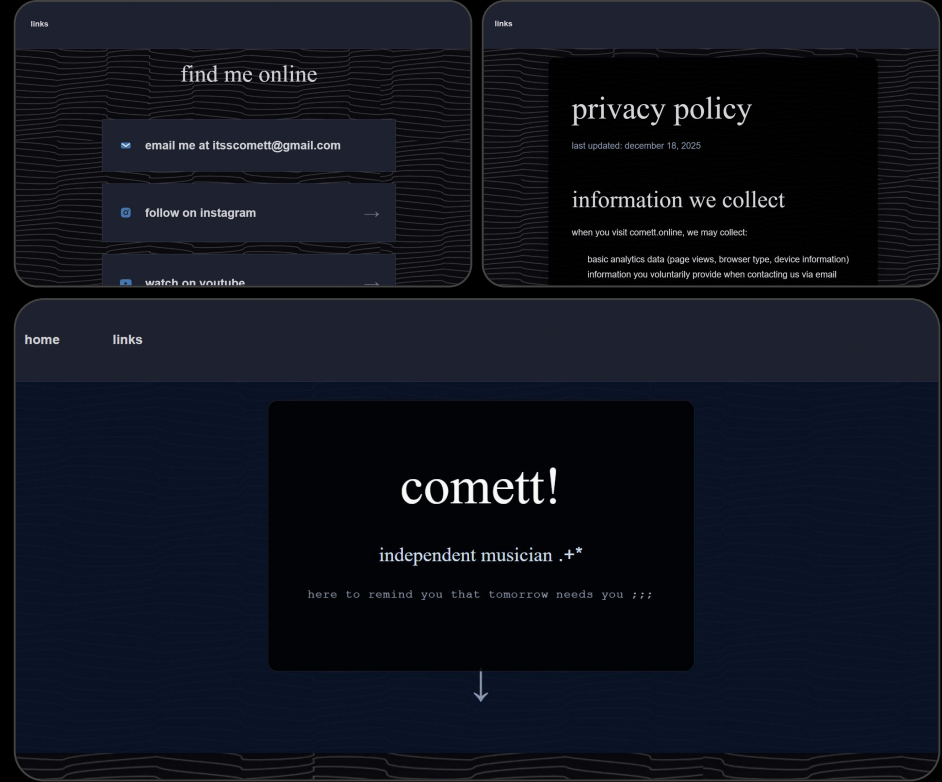 links
find me online
email me at itsscomett@gmail.com
follow on instagram
watch on youtube
links
privacy policy
last updated: december 18, 2025
information we collect
when you visit comett.online, we may collect:
basic analytics data (page views, browser type, device information)
information you voluntarily provide when contacting us via email
home links
comett!
independent musician .+*
here to remind you that tomorrow needs you ;;;